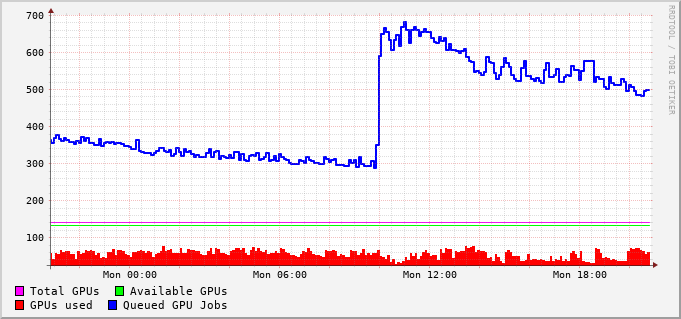 700
600
500
400
300
200
100
Mon 00:00 Mon 06:00 Mon 12:00 Mon 18:00
Total GPUs Available GPUs
GPUs used Queued GPU Jobs
RRDTOOL / TOBI OETIKER